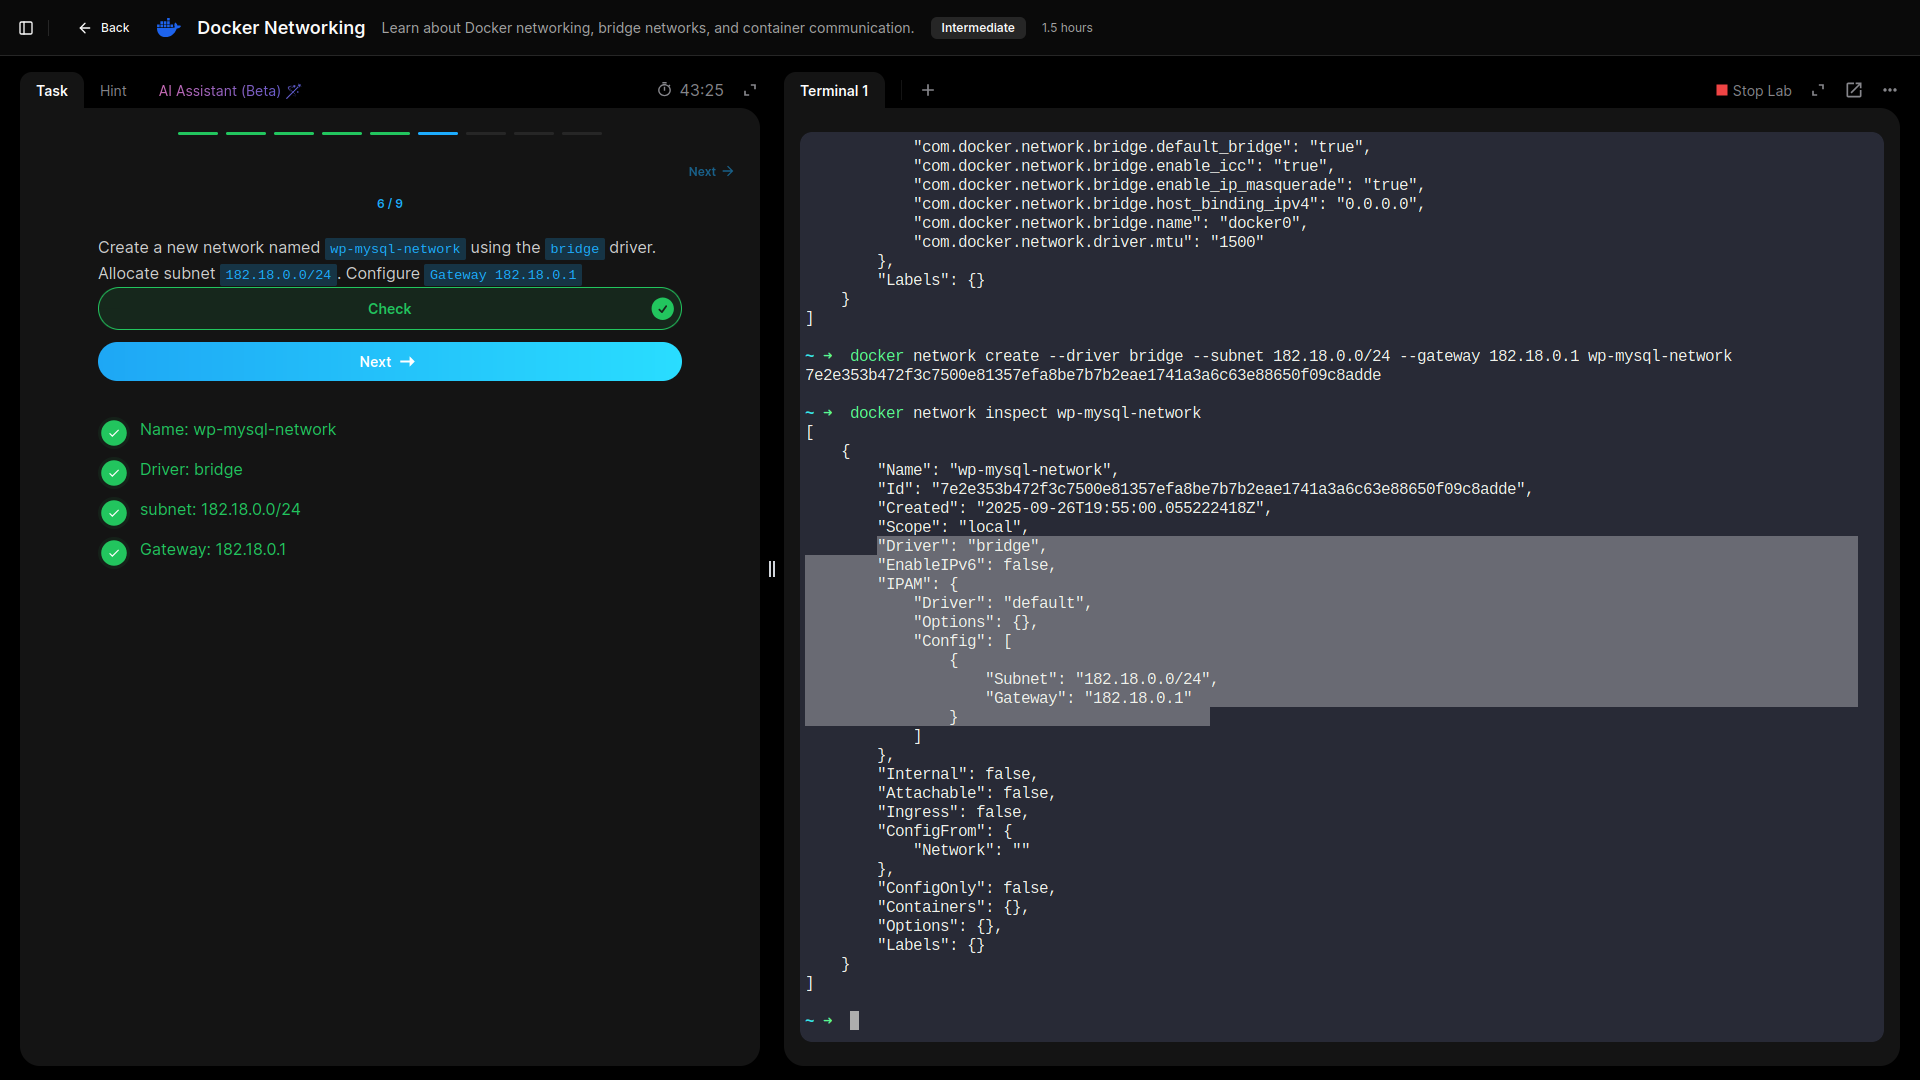 Back
Docker Networking
Learn about Docker networking, bridge networks, and container communication.
Intermediate
1.5 hours
Task
Hint
AI Assistant (Beta)
43:25
Next
6 / 9
Create a new network named wp-mysql-network using the bridge driver.
Allocate subnet 182.18.0.0/24. Configure Gateway 182.18.0.1
Check
Next
Name: wp-mysql-network
Driver: bridge
subnet: 182.18.0.0/24
Gateway: 182.18.0.1
Terminal 1
+
Stop Lab
"com.docker.network.bridge.default_bridge": "true",
"com.docker.network.bridge.enable_icc": "true",
"com.docker.network.bridge.enable_ip_masquerade": "true",
"com.docker.network.bridge.host_binding_ipv4": "0.0.0.0",
"com.docker.network.bridge.name": "docker0",
"com.docker.network.driver.mtu": "1500"
},
"Labels": {}
}
]
~ ➜ docker network create --driver bridge --subnet 182.18.0.0/24 --gateway 182.18.0.1 wp-mysql-network
7e2e353b472f3c7500e81357efa8be7b7b2eae1741a3a6c63e88650f09c8adde
~ ➜ docker network inspect wp-mysql-network
[
{
"Name": "wp-mysql-network",
"Id": "7e2e353b472f3c7500e81357efa8be7b7b2eae1741a3a6c63e88650f09c8adde",
"Created": "2025-09-26T19:55:00.055222418Z",
"Scope": "local",
"Driver": "bridge",
"EnableIPv6": false,
"IPAM": {
"Driver": "default",
"Options": {},
"Config": [
{
"Subnet": "182.18.0.0/24",
"Gateway": "182.18.0.1"
}
]
},
"Internal": false,
"Attachable": false,
"Ingress": false,
"ConfigFrom": {
"Network": ""
},
"ConfigOnly": false,
"Containers": {},
"Options": {},
"Labels": {}
}
]
~ ➜